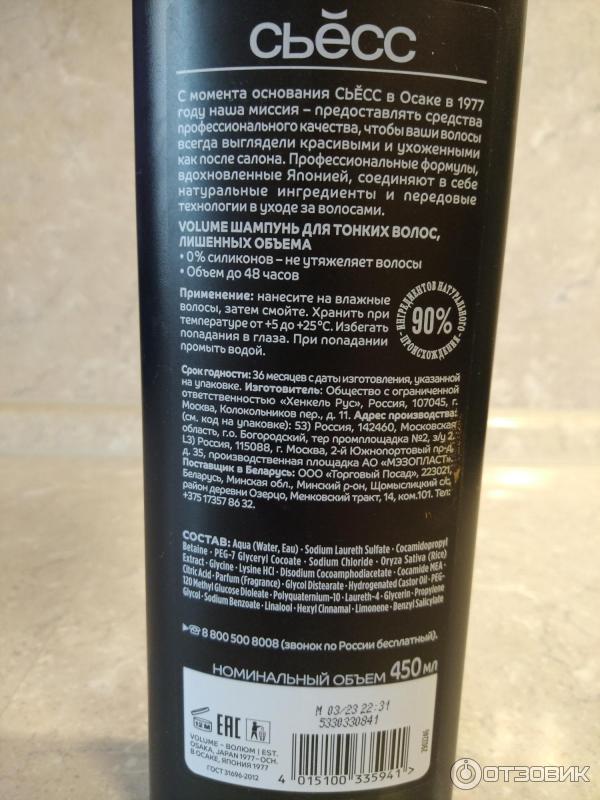 СЬЁСС
С момента основания СЬЁСС в Осаке в 1977
году наша миссия – предоставлять средства
профессионального качества, чтобы ваши волосы
всегда выглядели красивыми и ухоженными
как после салона. Профессиональные формулы,
вдохновленные Японией, соединяют в себе
натуральные ингредиенты и передовые
технологии в уходе за волосами.
VOLUME ШАМПУНЬ ДЛЯ ТОНКИХ ВОЛОС,
ЛИШЕННЫХ ОБЪЕМА
• 0% силиконов – не утяжеляет волосы
• Объем до 48 часов
Применение: нанесите на влажные
волосы, затем смойте. Хранить при
температуре от +5 до +25°C. Избегать
попадания в глаза. При попадании
промыть водой.
ИНГРЕДИЕНТОВ НАТУРАЛЬНОГО
90%
ПРОИСХОЖДЕНИЯ
Срок годности: 36 месяцев с даты изготовления, указанной
на упаковке. Изготовитель: Общество с ограниченной
ответственностью «Хенкель Рус», Россия, 107045, г.
Москва, Колокольников пер., д. 11. Адрес производства:
(см. код на упаковке): 53) Россия, 142460, Московская
область, г.о. Богородский, тер промплощадка №2, з/у 2.
L3) Россия, 115088, г. Москва, 2-й Южнопортовый пр-д,
д. 35, производственная площадка АО «МЭЗОПЛАСТ».
Поставщик в Беларусь: ООО «Торговый Посад», 223021,
Беларусь, Минская обл., Минский р-он, Щомыслицкий с/с,
район деревни Озерцо, Менковский тракт, 14, ком.101. Тел:
+375 17357 86 32.
СОСТАВ: Aqua (Water, Eau) • Sodium Laureth Sulfate • Cocamidopropyl
Betaine • PEG-7 Glyceryl Cocoate • Sodium Chloride • Oryza Sativa (Rice)
Extract • Glycine • Lysine HCl • Disodium Cocoamphodiacetate • Cocamide MEA •
Citric Acid • Parfum (Fragrance) • Glycol Distearate • Hydrogenated Castor Oil • PEG-
120 Methyl Glucose Dioleate • Polyquaternium-10 • Laureth-4 • Glycerin • Propylene
Glycol • Sodium Benzoate • Linalool • Hexyl Cinnamal • Limonene • Benzyl Salicylate
8 800 500 8008 (звонок по России бесплатный).
НОМИНАЛЬНЫЙ ОБЪЕМ 450 мл
M 03/23 22:31
5330330841
12 M
EAC
VOLUME – ВОЛЮМ | EST.
OSAKA, JAPAN 1977–ОСН.
В ОСАКЕ, ЯПОНИЯ 1977
ГОСТ 31696-2012
4 015100 335941
ОТЗОВИК